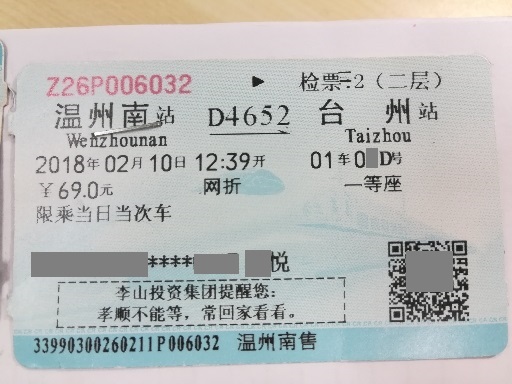 Z26P006032 检票:2(二层)
温州南站 D4652 台州站
Wenzhounan Taizhou
2018年02月10日 12:39开 01车0 D号
¥69.0元 网折 一等座
限乘当日当次车
**** 悦
李山投资集团提醒您:
孝顺不能等,常回家看看。
33990300260211P006032 温州南售